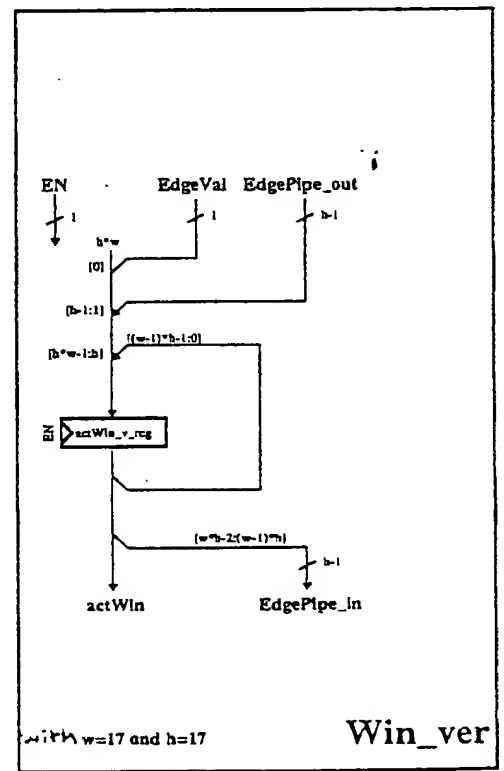 EN EdgeVal EdgePipe_out
1 1 h-1
h*w
[0]
[h-1:1]
[(w-1)*h-1:0]
[h*w-1:h]
EN actWin_v_reg
[w*h-2:(w-1)*h]
h-1
actWin EdgePipe_in
with w=17 and h=17 Win_ver